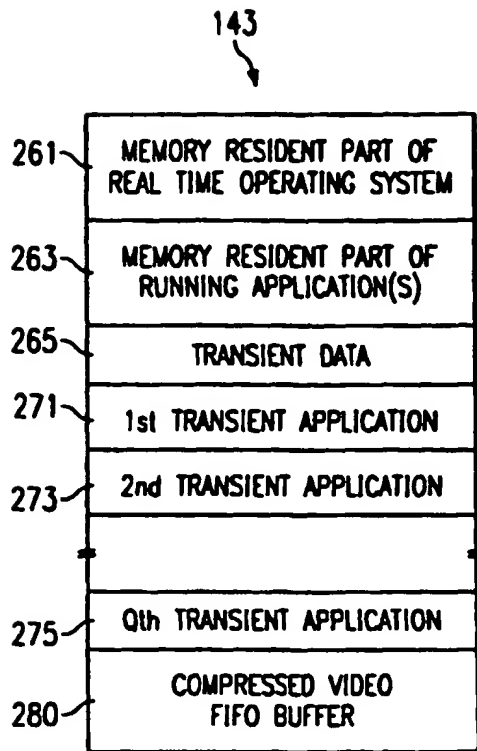 143
261
MEMORY RESIDENT PART OF
REAL TIME OPERATING SYSTEM
263
MEMORY RESIDENT PART OF
RUNNING APPLICATION(S)
265
TRANSIENT DATA
271
1st TRANSIENT APPLICATION
273
2nd TRANSIENT APPLICATION
275
Qth TRANSIENT APPLICATION
280
COMPRESSED VIDEO
FIFO BUFFER